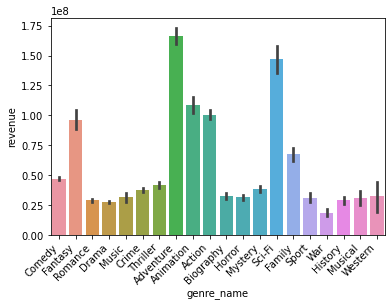 1e8
1.75
1.50
1.25
1.00
0.75
0.50
0.25
0.00
revenue
Comedy
Fantasy
Romance
Drama
Music
Crime
Thriller
Adventure
Animation
Action
Biography
Horror
Mystery
Sci-Fi
Family
Sport
War
History
Musical
Western
genre_name